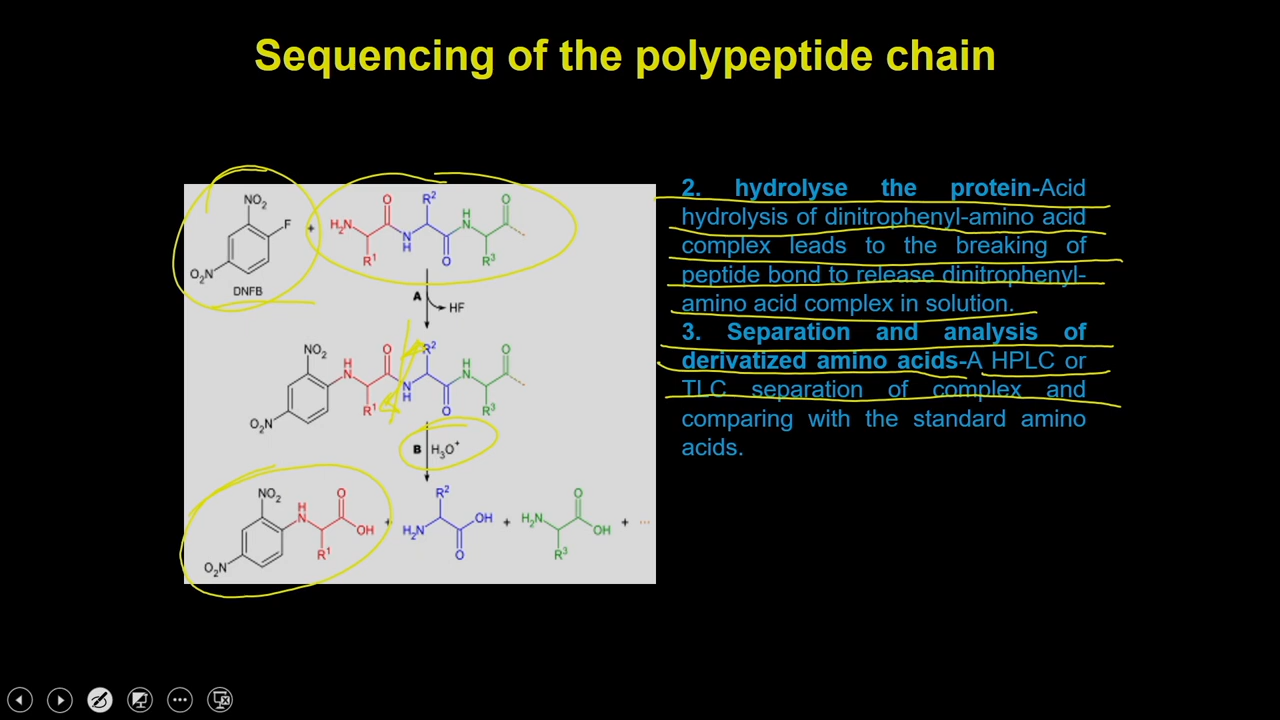 Sequencing of the polypeptide chain
NO₂ F
O₂N
DNFB
+
H₂N O R¹ N H R² O H N R³ O
A HF
NO₂ H N O R¹ N H R² O H N R³ O
O₂N
B H₃O⁺
NO₂ H N O OH R¹
O₂N
+ H₂N R² OH O + H₂N O OH R³ + ...
2. hydrolyse the protein-Acid
hydrolysis of dinitrophenyl-amino acid
complex leads to the breaking of
peptide bond to release dinitrophenyl-
amino acid complex in solution.
3. Separation and analysis of
derivatized amino acids-A HPLC or
TLC separation of complex and
comparing with the standard amino
acids.